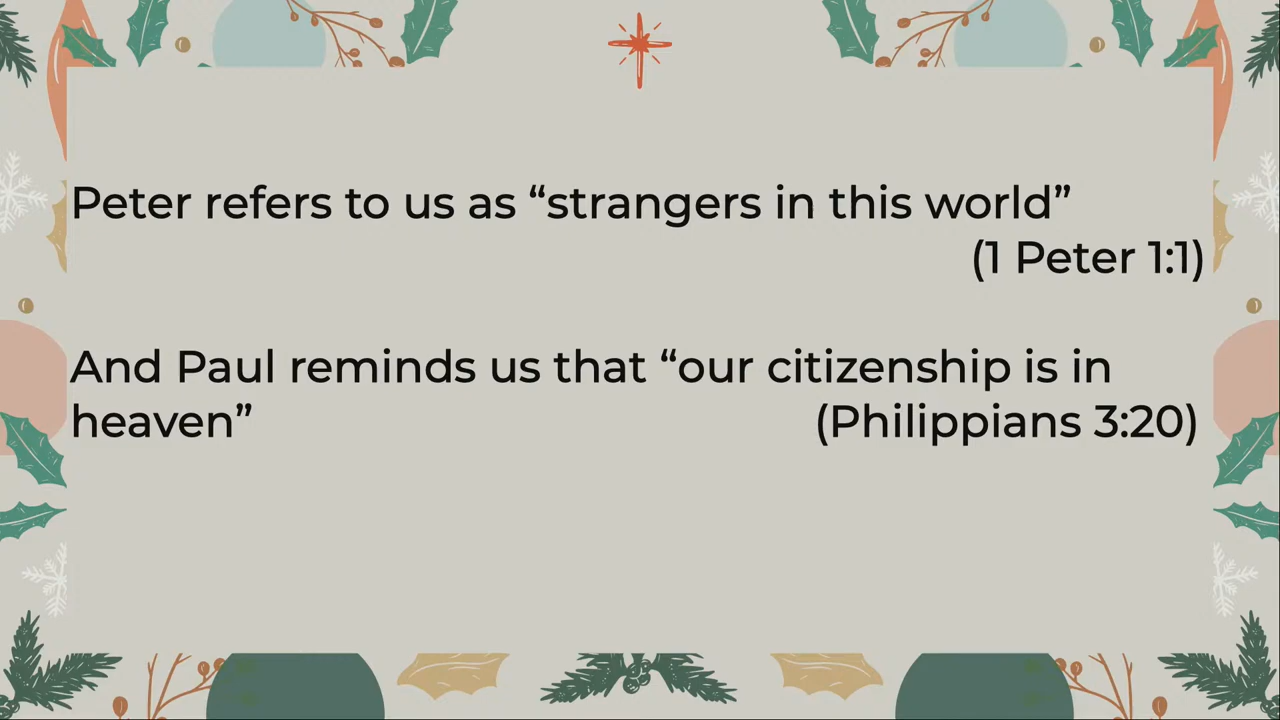 Peter refers to us as “strangers in this world”
(1 Peter 1:1)
And Paul reminds us that “our citizenship is in
heaven” (Philippians 3:20)